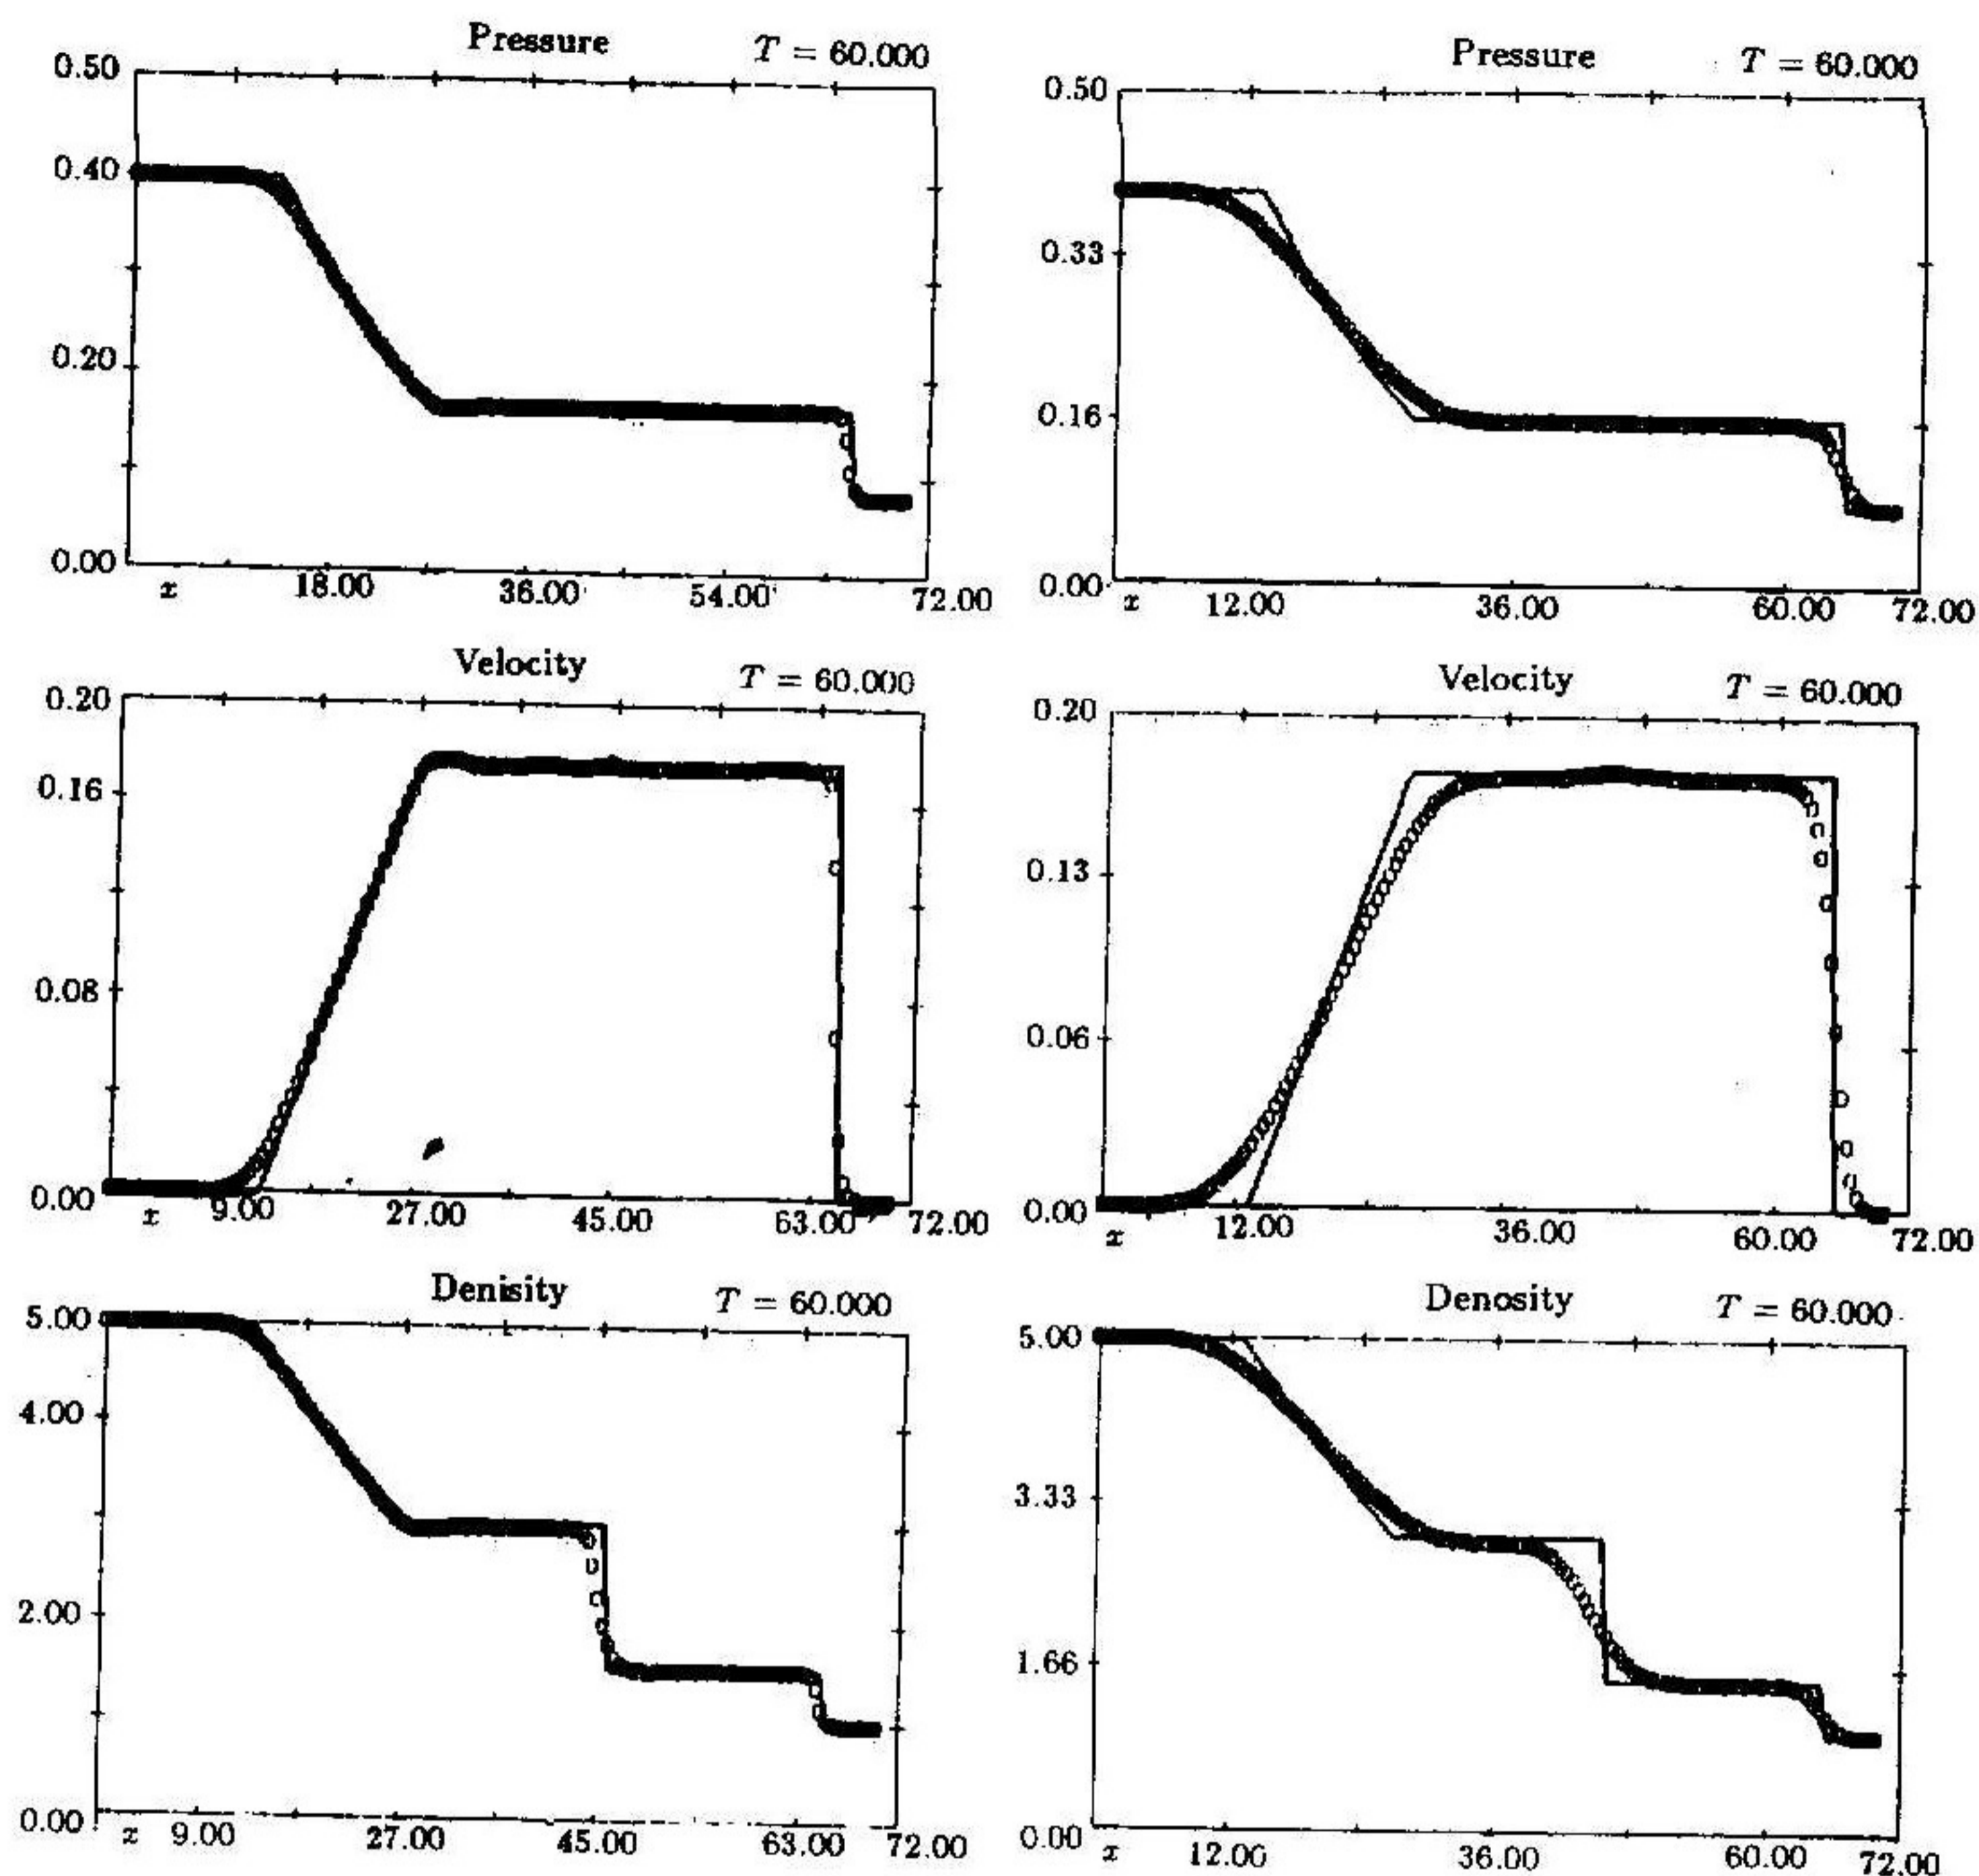 Pressure T = 60.000
0.50
0.40
0.20
0.00
x 18.00 36.00 54.00 72.00
Pressure T = 60.000
0.50
0.33
0.16
0.00
x 12.00 36.00 60.00 72.00
Velocity T = 60.000
0.20
0.16
0.08
0.00
x 9.00 27.00 45.00 63.00 72.00
Velocity T = 60.000
0.20
0.13
0.06
0.00
x 12.00 36.00 60.00 72.00
Denisity T = 60.000
5.00
4.00
2.00
0.00
x 9.00 27.00 45.00 63.00 72.00
Denosity T = 60.000
5.00
3.33
1.66
0.00
x 12.00 36.00 60.00 72.00